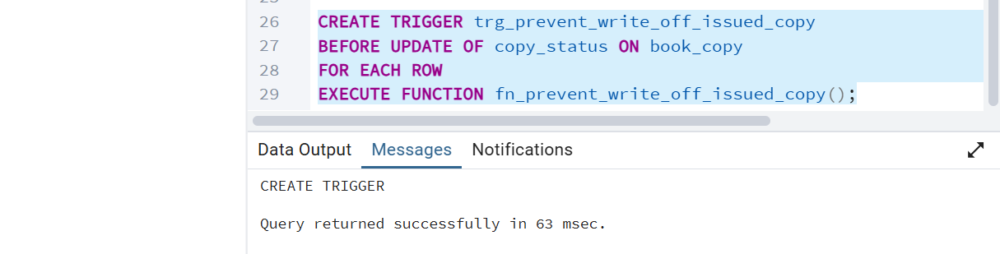 25
26 CREATE TRIGGER trg_prevent_write_off_issued_copy
27 BEFORE UPDATE OF copy_status ON book_copy
28 FOR EACH ROW
29 EXECUTE FUNCTION fn_prevent_write_off_issued_copy();
Data Output Messages Notifications
CREATE TRIGGER
Query returned successfully in 63 msec.